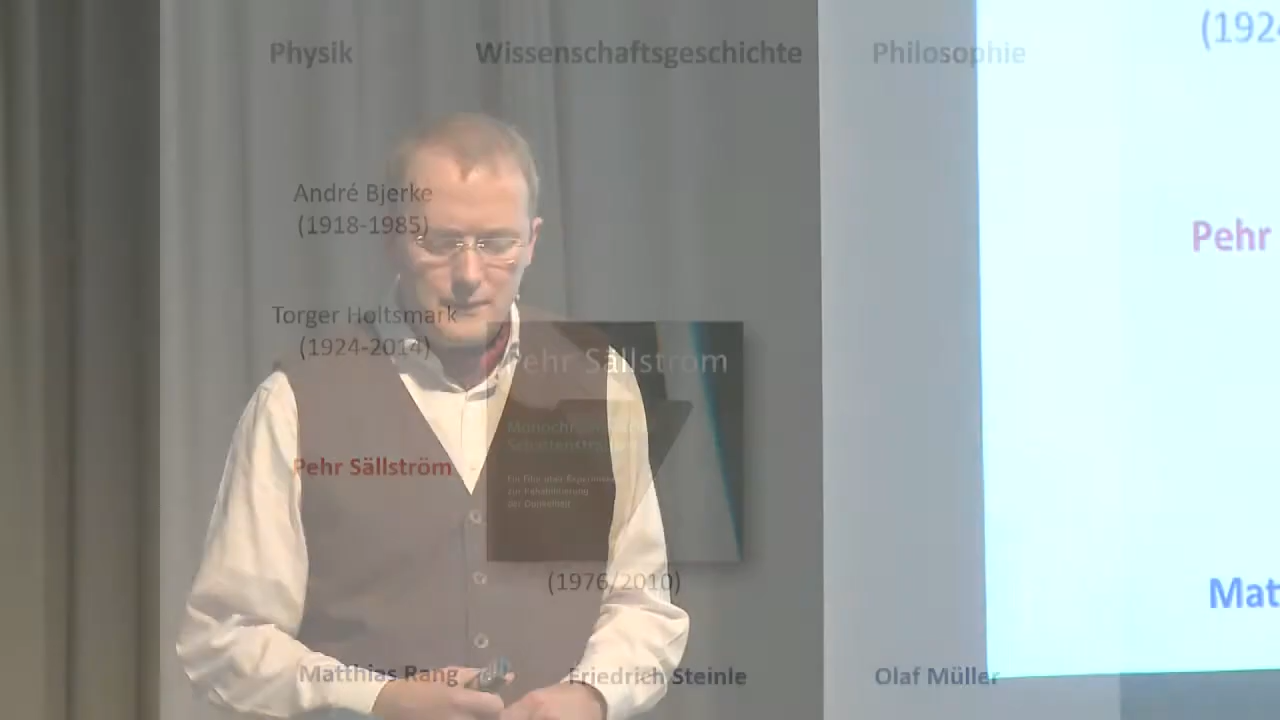 Physik Wissenschaftsgeschichte Philosophie
(192
André Bjerke
(1918-1985)
Pehr
Torger Holtsmark
(1924-2014)
Pehr Sällström
Pehr Sällström
(1976/2010)
Mat
Matthias Rang Friedrich Steinle Olaf Müller